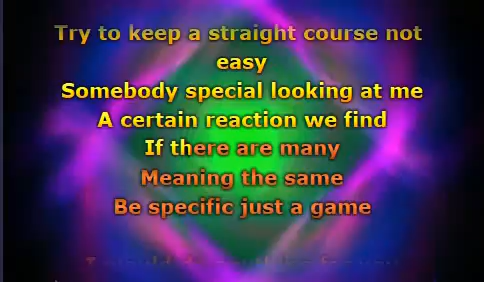 Try to keep a straight course not
easy
Somebody special looking at me
A certain reaction we find
If there are many
Meaning the same
Be specific just a game